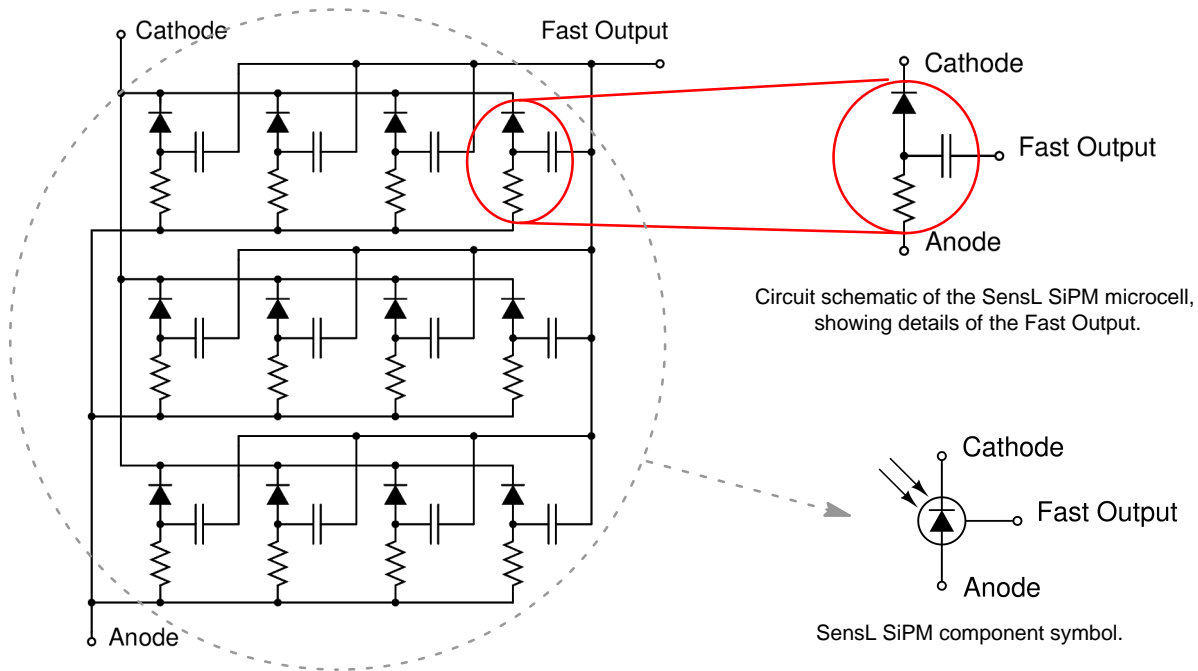 Cathode
Fast Output
Anode
Cathode
Fast Output
Anode
Circuit schematic of the SensL SiPM microcell,
showing details of the Fast Output.
Cathode
Fast Output
Anode
SensL SiPM component symbol.